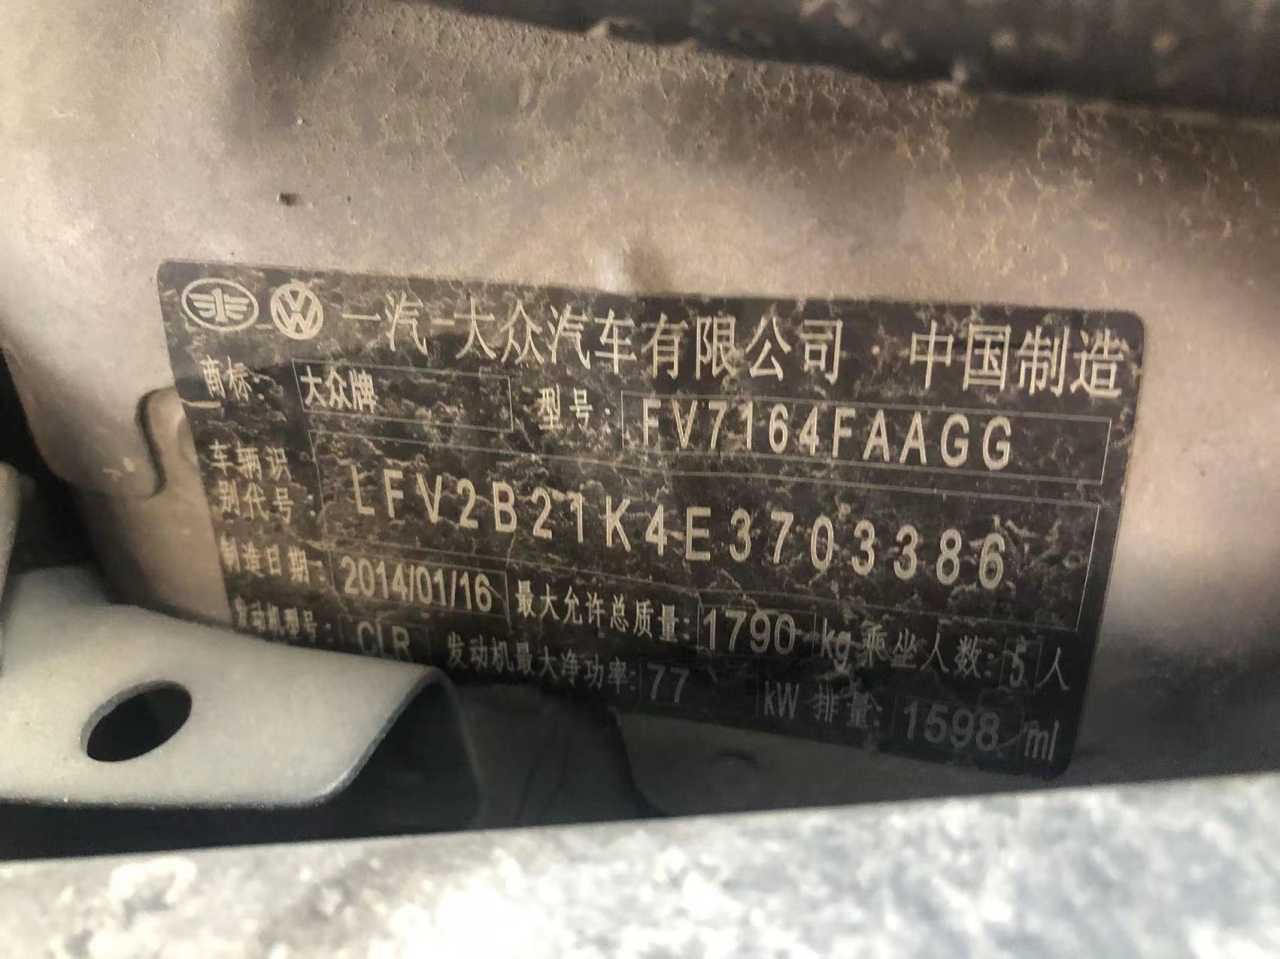 一汽-大众汽车有限公司·中国制造
商标: 大众牌 型号: FV7164FAAGG
车辆识别代号: LFV2B21K4E3703386
制造日期: 2014/01/16 最大允许总质量: 1790 kg 乘坐人数: 5 人
发动机型号: CLR 发动机最大净功率: 77 kW 排量: 1598 ml